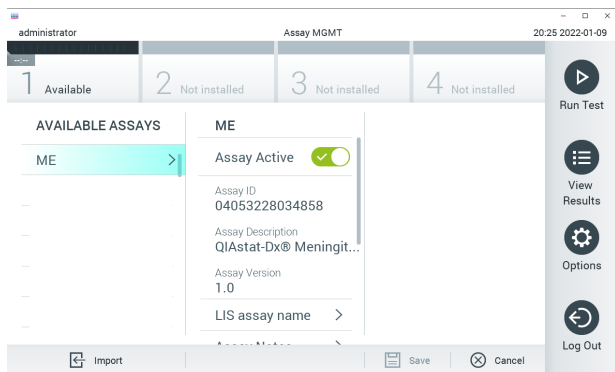 administrator
Assay MGMT
20:25 2022-01-09
--:--
1 Available
2 Not installed
3 Not installed
4 Not installed
Run Test
AVAILABLE ASSAYS
ME
ME
Assay Active
Assay ID
04053228034858
Assay Description
QIAstat-Dx® Meningit...
Assay Version
1.0
LIS assay name
Assay Notes
View
Results
Options
Log Out
Import
Save
Cancel